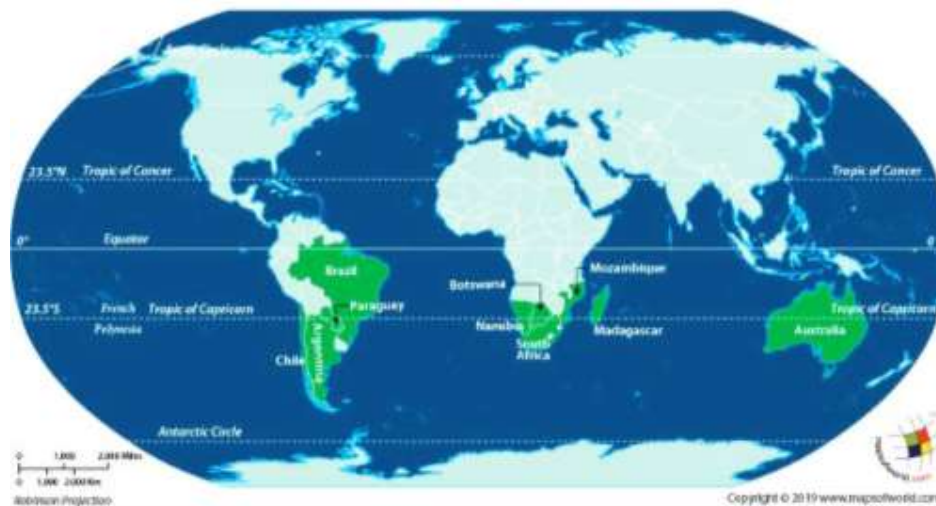 23.5°N Tropic of Cancer
Tropic of Cancer
0° Equator
0
Brazil
Botswana
Mozambique
23.5°S French Polynesia
Tropic of Capricorn
Paraguay
Namibia
South Africa
Madagascar
Tropic of Capricorn
Australia
Chile
Argentina
Antarctic Circle
0 1,000 2,000 Miles
0 1,000 2,000 Km
Robinson Projection
Copyright © 2019 www.mapsofworld.com